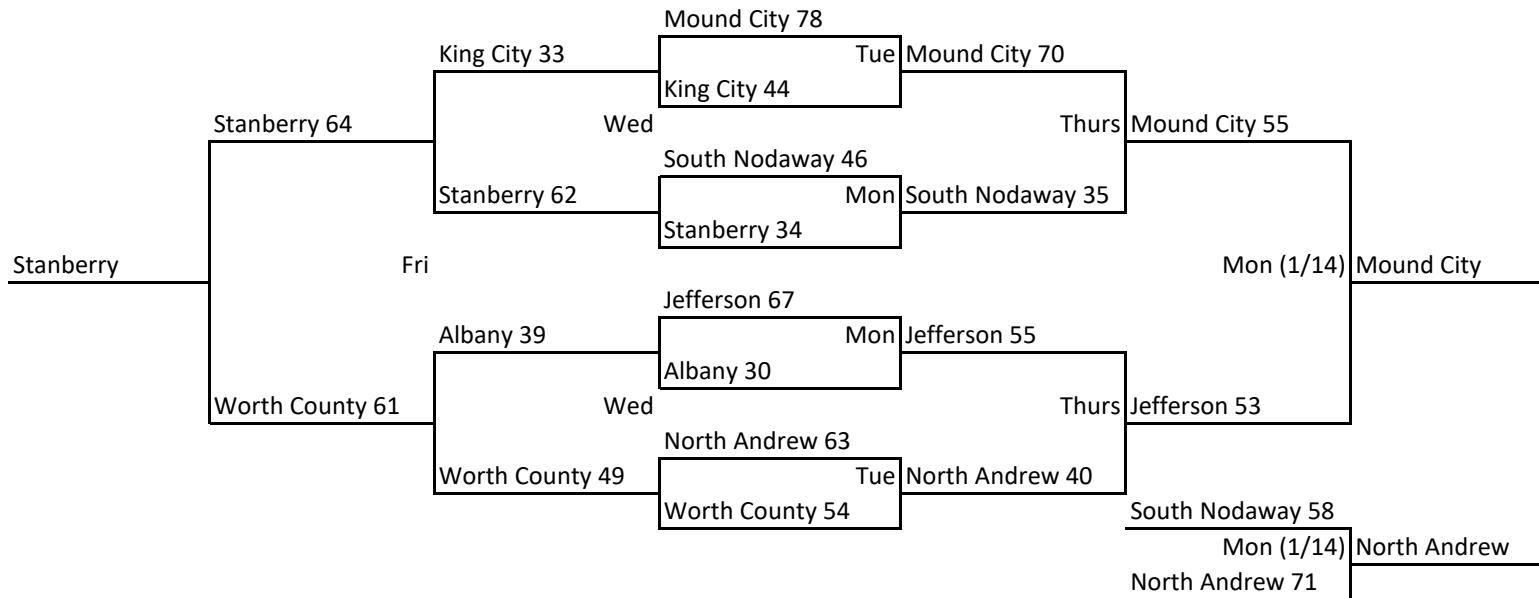 Mound City 78
King City 33
Tue Mound City 70
King City 44
Stanberry 64
Wed
Thurs Mound City 55
South Nodaway 46
Stanberry 62
Mon South Nodaway 35
Stanberry 34
Stanberry
Fri
Mon (1/14) Mound City
Jefferson 67
Albany 39
Mon Jefferson 55
Albany 30
Worth County 61
Wed
Thurs Jefferson 53
North Andrew 63
Worth County 49
Tue North Andrew 40
Worth County 54
South Nodaway 58
Mon (1/14) North Andrew
North Andrew 71